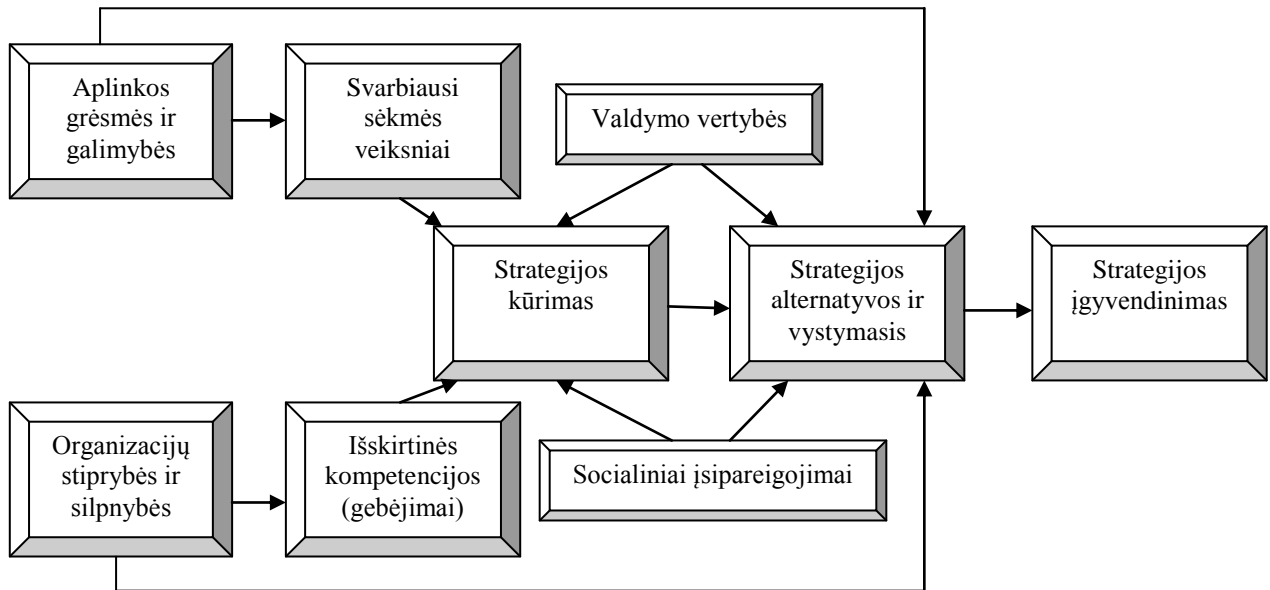 Aplinkos
grėsmės ir
galimybės
Svarbiausi
sėkmės
veiksniai
Valdymo vertybės
Strategijos
kūrimas
Strategijos
alternatyvos ir
vystymasis
Strategijos
įgyvendinimas
Organizacijų
stiprybės ir
silpnybės
Išskirtinės
kompetencijos
(gebėjimai)
Socialiniai įsipareigojimai